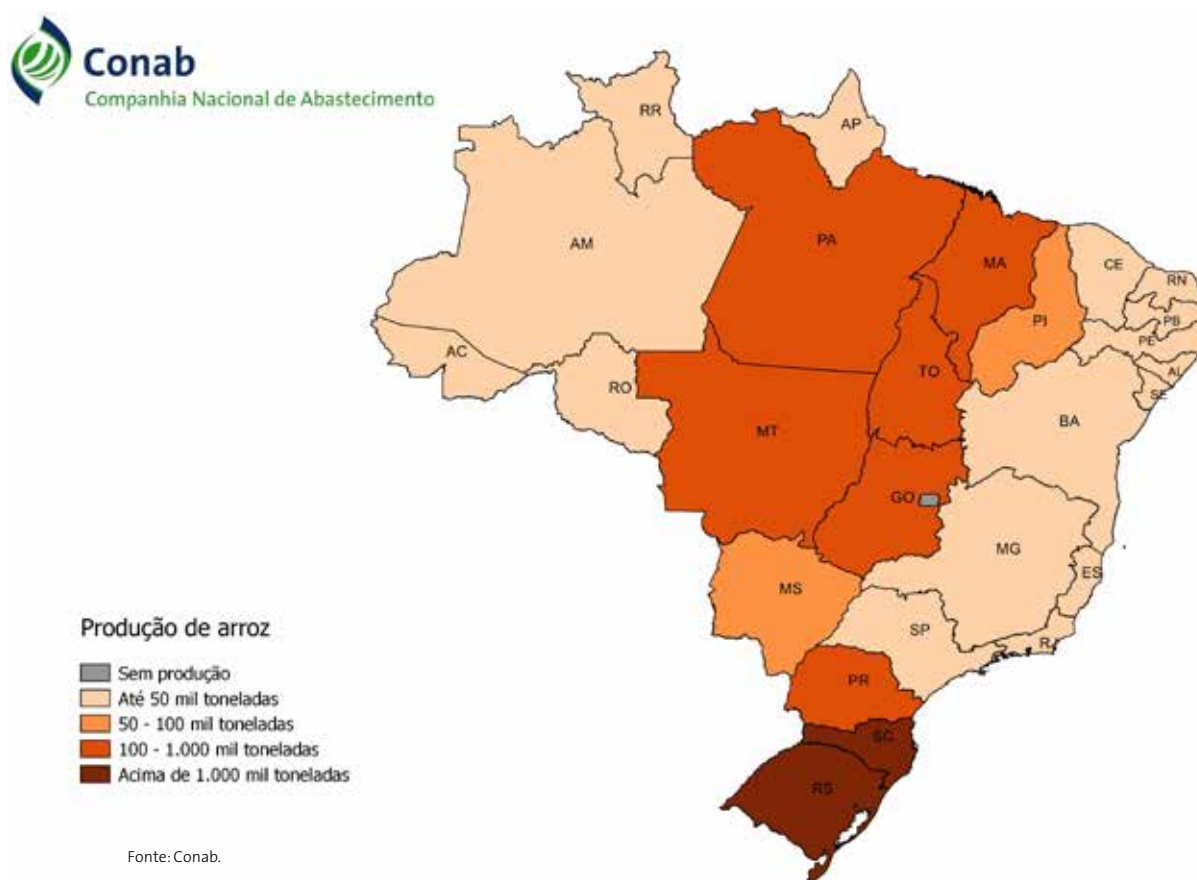 Conab
Companhia Nacional de Abastecimento
RR
AP
AM
PA
MA
CE
RN
PI
PB
PE
AC
TO
AL
RO
SE
BA
MT
GO
MG
MS
ES
SP
RJ
PR
SC
RS
Produção de arroz
Sem produção
Até 50 mil toneladas
50 - 100 mil toneladas
100 - 1.000 mil toneladas
Acima de 1.000 mil toneladas
Fonte: Conab.